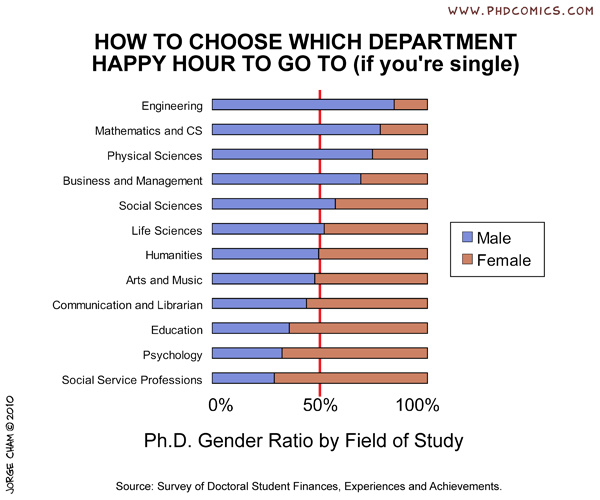 WWW.PHDCOMICS.COM
HOW TO CHOOSE WHICH DEPARTMENT
HAPPY HOUR TO GO TO (if you're single)
Engineering
Mathematics and CS
Physical Sciences
Business and Management
Social Sciences
Life Sciences
Humanities
Arts and Music
Communication and Librarian
Education
Psychology
Social Service Professions
Male
Female
0% 50% 100%
Ph.D. Gender Ratio by Field of Study
JORGE CHAM © 2010
Source: Survey of Doctoral Student Finances, Experiences and Achievements.